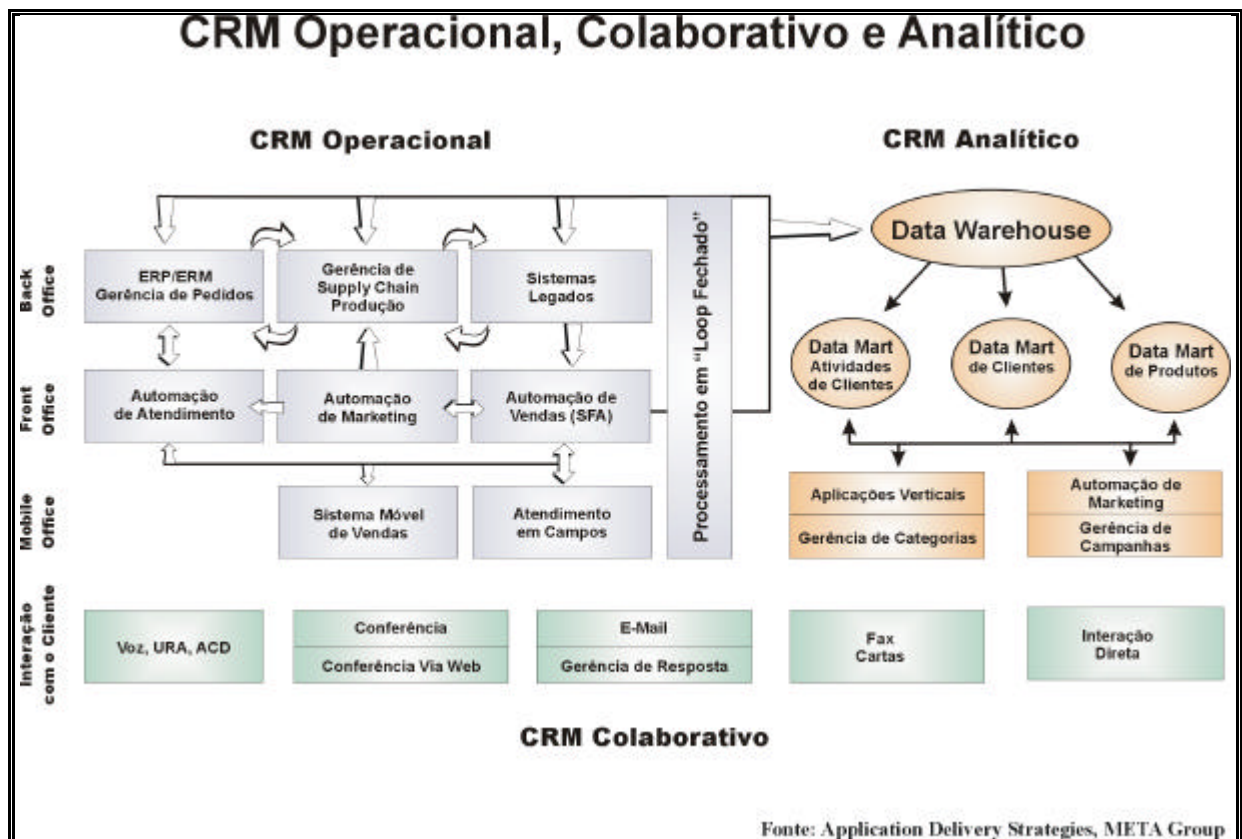 CRM Operacional, Colaborativo e Analítico
CRM Operacional
CRM Analítico
Back
Office
ERP/ERM
Gerência de Pedidos
Gerência de
Supply Chain
Produção
Sistemas
Legados
Front
Office
Automação
de Atendimento
Automação
de Marketing
Automação de
Vendas (SFA)
Mobile
Office
Sistema Móvel
de Vendas
Atendimento
em Campos
Processamento em “Loop Fechado”
Data Warehouse
Data Mart
Atividades
de Clientes
Data Mart
de Clientes
Data Mart
de Produtos
Aplicações Verticais
Gerência de Categorias
Automação de
Marketing
Gerência de
Campanhas
Interação
com o Cliente
Voz, URA, ACD
Conferência
Conferência Via Web
E-Mail
Gerência de Resposta
Fax
Cartas
Interação
Direta
CRM Colaborativo
Fonte: Application Delivery Strategies, META Group